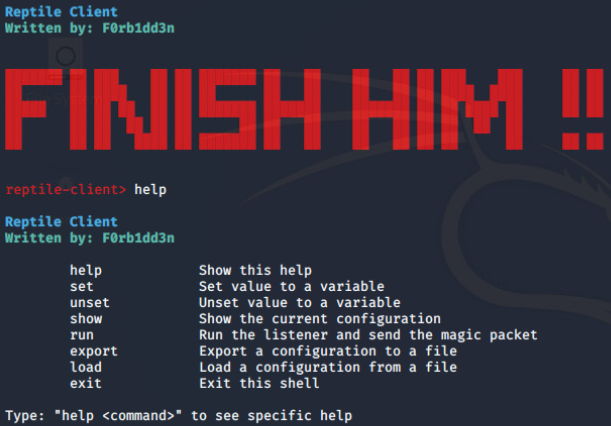 Reptile Client
Written by: F0rb1dd3n
FINISH HIM !!
reptile-client> help
Reptile Client
Written by: F0rb1dd3n
help Show this help
set Set value to a variable
unset Unset value to a variable
show Show the current configuration
run Run the listener and send the magic packet
export Export a configuration to a file
load Load a configuration from a file
exit Exit this shell
Type: "help <command>" to see specific help